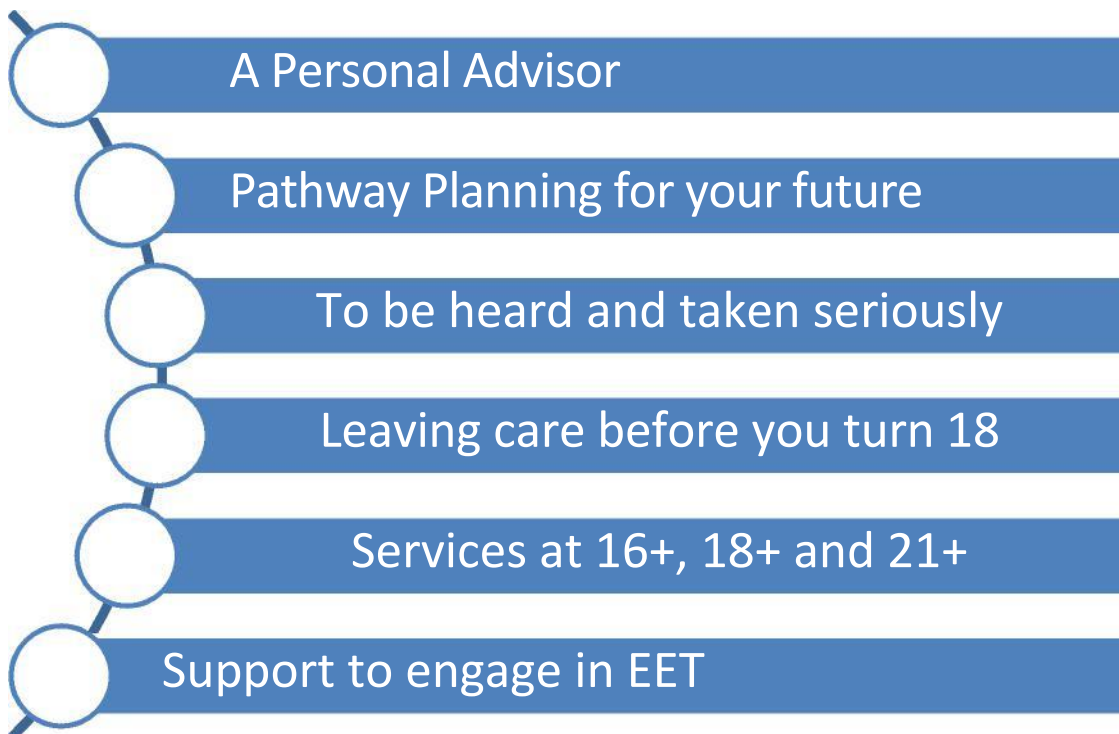 A Personal Advisor
Pathway Planning for your future
To be heard and taken seriously
Leaving care before you turn 18
Services at 16+, 18+ and 21+
Support to engage in EET